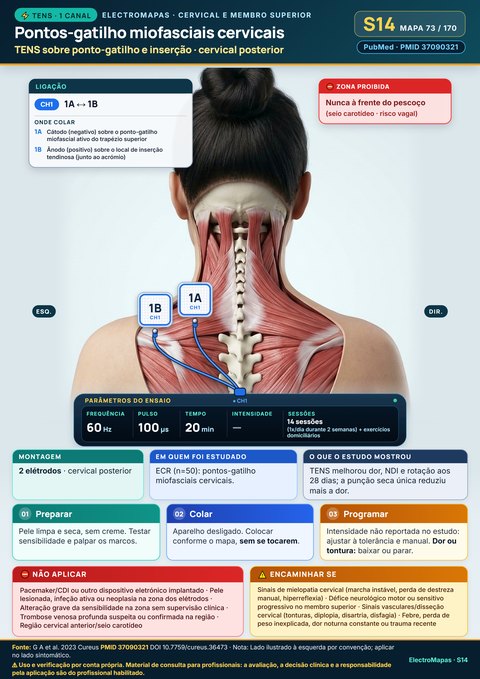 TENS · 1 CANAL
ELECTROMAPAS · CERVICAL E MEMBRO SUPERIOR
Pontos-gatilho miofasciais cervicais
TENS sobre ponto-gatilho e inserção · cervical posterior
S14 MAPA 73 / 170
PubMed · PMID 37090321
LIGAÇÃO
CH1 1A ↔ 1B
ONDE COLAR
1A Cátodo (negativo) sobre o ponto-gatilho
miofascial ativo do trapézio superior
1B Ânodo (positivo) sobre o local de inserção
tendinosa (junto ao acrómio)
ZONA PROIBIDA
Nunca à frente do pescoço
(seio carotídeo · risco vagal)
ESQ.
DIR.
1B
CH1
1A
CH1
PARÂMETROS DO ENSAIO
CH1
FREQUÊNCIA
60 Hz
PULSO
100 µs
TEMPO
20 min
INTENSIDADE
—
SESSÕES
14 sessões
(1x/dia durante 2 semanas) + exercícios
domiciliários
MONTAGEM
2 elétrodos · cervical posterior
EM QUEM FOI ESTUDADO
ECR (n=50): pontos-gatilho
miofasciais cervicais.
O QUE O ESTUDO MOSTROU
TENS melhorou dor, NDI e rotação aos
28 dias; a punção seca única reduziu
mais a dor.
01 Preparar
Pele limpa e seca, sem creme. Testar
sensibilidade e palpar os marcos.
02 Colar
Aparelho desligado. Colocar
conforme o mapa, sem se tocarem.
03 Programar
Intensidade não reportada no estudo:
ajustar à tolerância e manual. Dor ou
tontura: baixar ou parar.
NÃO APLICAR
Pacemaker/CDI ou outro dispositivo eletrónico implantado · Pele
lesionada, infeção ativa ou neoplasia na zona dos elétrodos ·
Alteração grave da sensibilidade na zona sem supervisão clínica ·
Trombose venosa profunda suspeita ou confirmada na região ·
Região cervical anterior/seio carotídeo
ENCAMINHAR SE
Sinais de mielopatia cervical (marcha instável, perda de destreza
manual, hiperreflexia) · Défice neurológico motor ou sensitivo
progressivo no membro superior · Sinais vasculares/disseção
cervical (tonturas, diplopia, disartria, disfagia) · Febre, perda de
peso inexplicada, dor noturna constante ou trauma recente
Fonte: G A et al. 2023 Cureus PMID 37090321 DOI 10.7759/cureus.36473 · Nota: Lado ilustrado à esquerda por convenção; aplicar
no lado sintomático.
Uso e verificação por conta própria. Material de consulta para profissionais: a avaliação, a decisão clínica e a responsabilidade
pela aplicação são do profissional habilitado.
ElectroMapas · S14